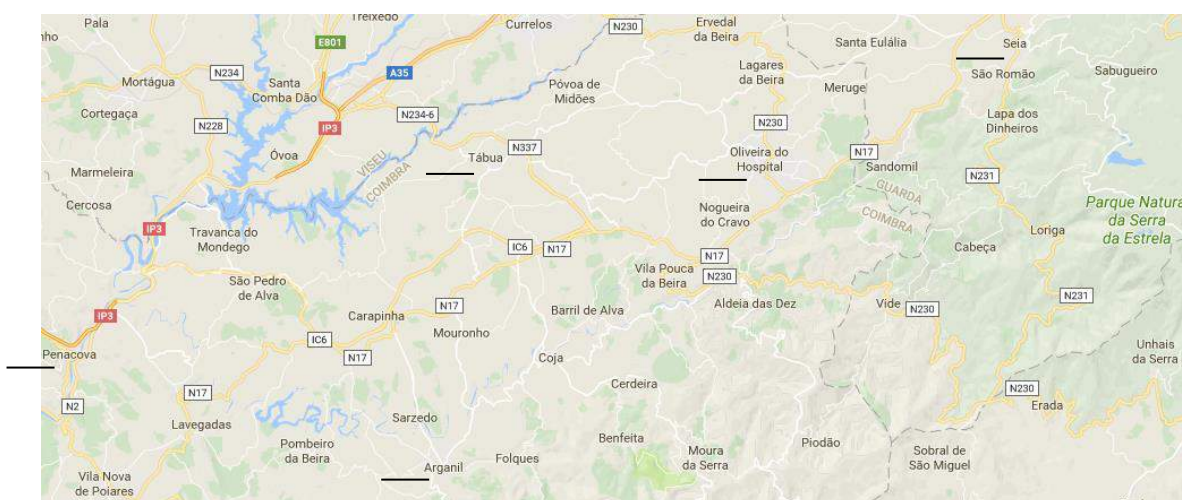 Pala
Treixedo
Currelos
N230
Ervedal
da Beira
nho
E801
Santa Eulália
Seia
Mortágua
N234
Santa
Comba Dão
A35
Lagares
da Beira
São Romão
Sabugueiro
Póvoa de
Midões
Meruge
Cortegaça
N228
IP3
N234-6
N230
Lapa dos
Dinheiros
Óvoa
VISEU
COIMBRA
Tábua
N337
Oliveira do
Hospital
N17
Sandomil
Marmeleira
N231
GUARDA
COIMBRA
Cercosa
Nogueira
do Cravo
Parque Natura
da Serra
da Estrela
IP3
Travanca do
Mondego
IC6
N17
N17
Cabeça
Loriga
São Pedro
de Alva
Vila Pouca
da Beira
N230
N231
IP3
Carapinha
N17
Barril de Alva
Aldeia das Dez
Vide
N230
Mouronho
IC6
N17
Penacova
Coja
Unhais
da Serra
N17
Cerdeira
N230
N2
Erada
Lavegadas
Sarzedo
Pombeiro
da Beira
Benfeita
Moura
da Serra
Piodão
Sobral de
São Miguel
Arganil
Folques
Vila Nova
de Poiares